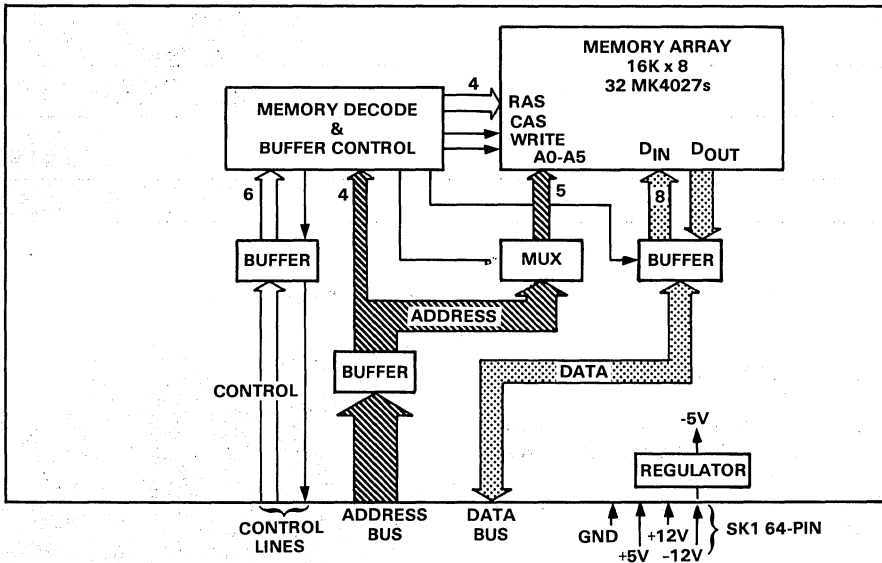 MEMORY ARRAY
16K x 8
32 MK4027s
4
RAS
CAS
WRITE
A0-A5
DIN
DOUT
MEMORY DECODE
&
BUFFER CONTROL
6
4
5
8
BUFFER
MUX
BUFFER
ADDRESS
BUFFER
DATA
CONTROL
-5V
REGULATOR
CONTROL
LINES
ADDRESS
BUS
DATA
BUS
GND
+5V
+12V
-12V
SK1 64-PIN